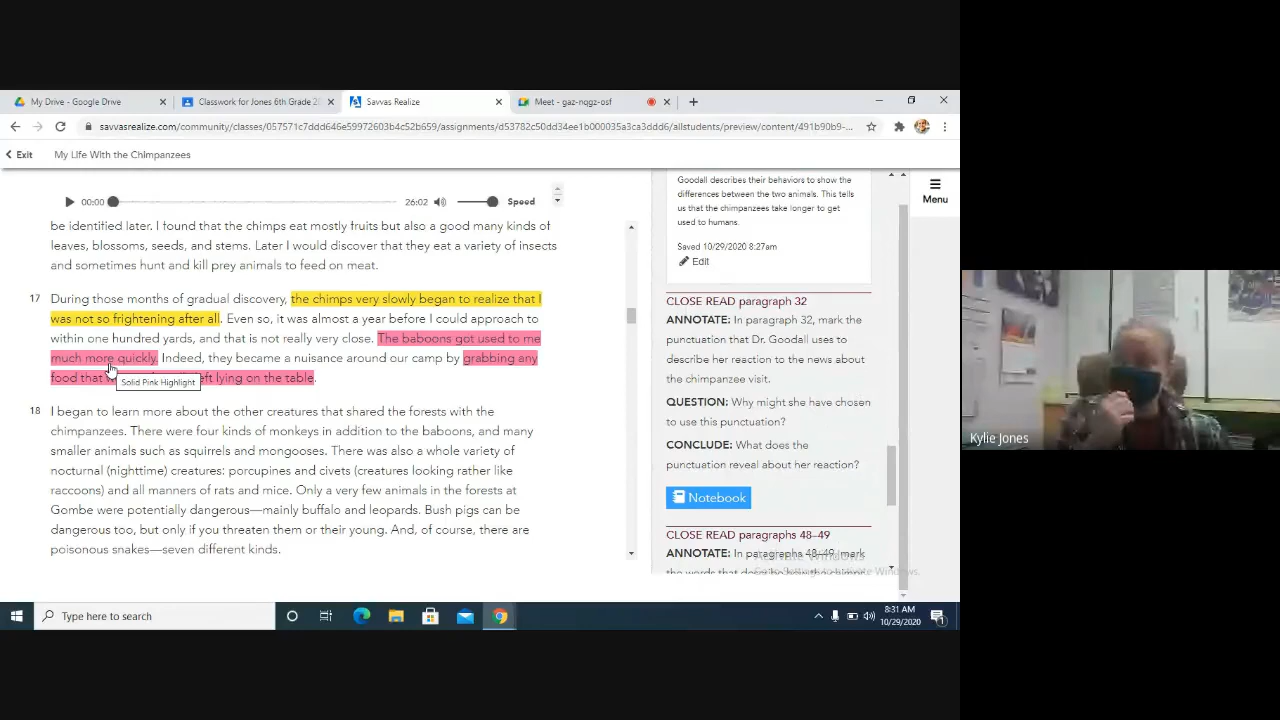 My Drive - Google Drive
Classwork for Jones 6th Grade
Savvas Realize
Meet - gaz-nqgz-osf
savvasrealize.com/community/classes/057571c7ddd646e59972603b4c52b659/assignments/d53782c50dd34ee1b000035a3ca3ddd6/allstudents/preview/content/491b90b9-...
Exit
My Life With the Chimpanzees
Menu
00:00
26:02
Speed
be identified later. I found that the chimps eat mostly fruits but also a good many kinds of
leaves, blossoms, seeds, and stems. Later I would discover that they eat a variety of insects
and sometimes hunt and kill prey animals to feed on meat.
17 During those months of gradual discovery, the chimps very slowly began to realize that I
was not so frightening after all. Even so, it was almost a year before I could approach to
within one hundred yards, and that is not really very close. The baboons got used to me
much more quickly. Indeed, they became a nuisance around our camp by grabbing any
food that left lying on the table.
Solid Pink Highlight
18 I began to learn more about the other creatures that shared the forests with the
chimpanzees. There were four kinds of monkeys in addition to the baboons, and many
smaller animals such as squirrels and mongooses. There was also a whole variety of
nocturnal (nighttime) creatures: porcupines and civets (creatures looking rather like
raccoons) and all manners of rats and mice. Only a very few animals in the forests at
Gombe were potentially dangerous—mainly buffalo and leopards. Bush pigs can be
dangerous too, but only if you threaten them or their young. And, of course, there are
poisonous snakes—seven different kinds.
Goodall describes their behaviors to show the
differences between the two animals. This tells
us that the chimpanzees take longer to get
used to humans.
Saved 10/29/2020 8:27am
Edit
CLOSE READ paragraph 32
ANNOTATE: In paragraph 32, mark the
punctuation that Dr. Goodall uses to
describe her reaction to the news about
the chimpanzee visit.
QUESTION: Why might she have chosen
to use this punctuation?
CONCLUDE: What does the
punctuation reveal about her reaction?
Notebook
CLOSE READ paragraphs 48–49
ANNOTATE: In paragraphs 48–49, mark
the words that describe how the chimps
Activate Windows
Go to Settings to activate Windows.
Kylie Jones
Type here to search
8:31 AM
10/29/2020
1